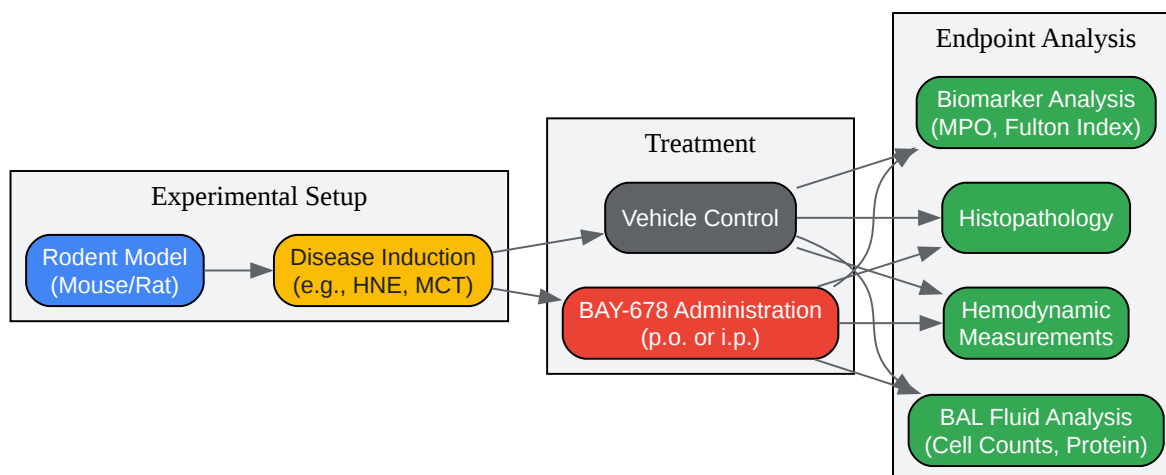 Experimental Setup
Rodent Model
(Mouse/Rat)
Disease Induction
(e.g., HNE, MCT)
Treatment
Vehicle Control
BAY-678 Administration
(p.o. or i.p.)
Endpoint Analysis
Biomarker Analysis
(MPO, Fulton Index)
Histopathology
Hemodynamic
Measurements
BAL Fluid Analysis
(Cell Counts, Protein)